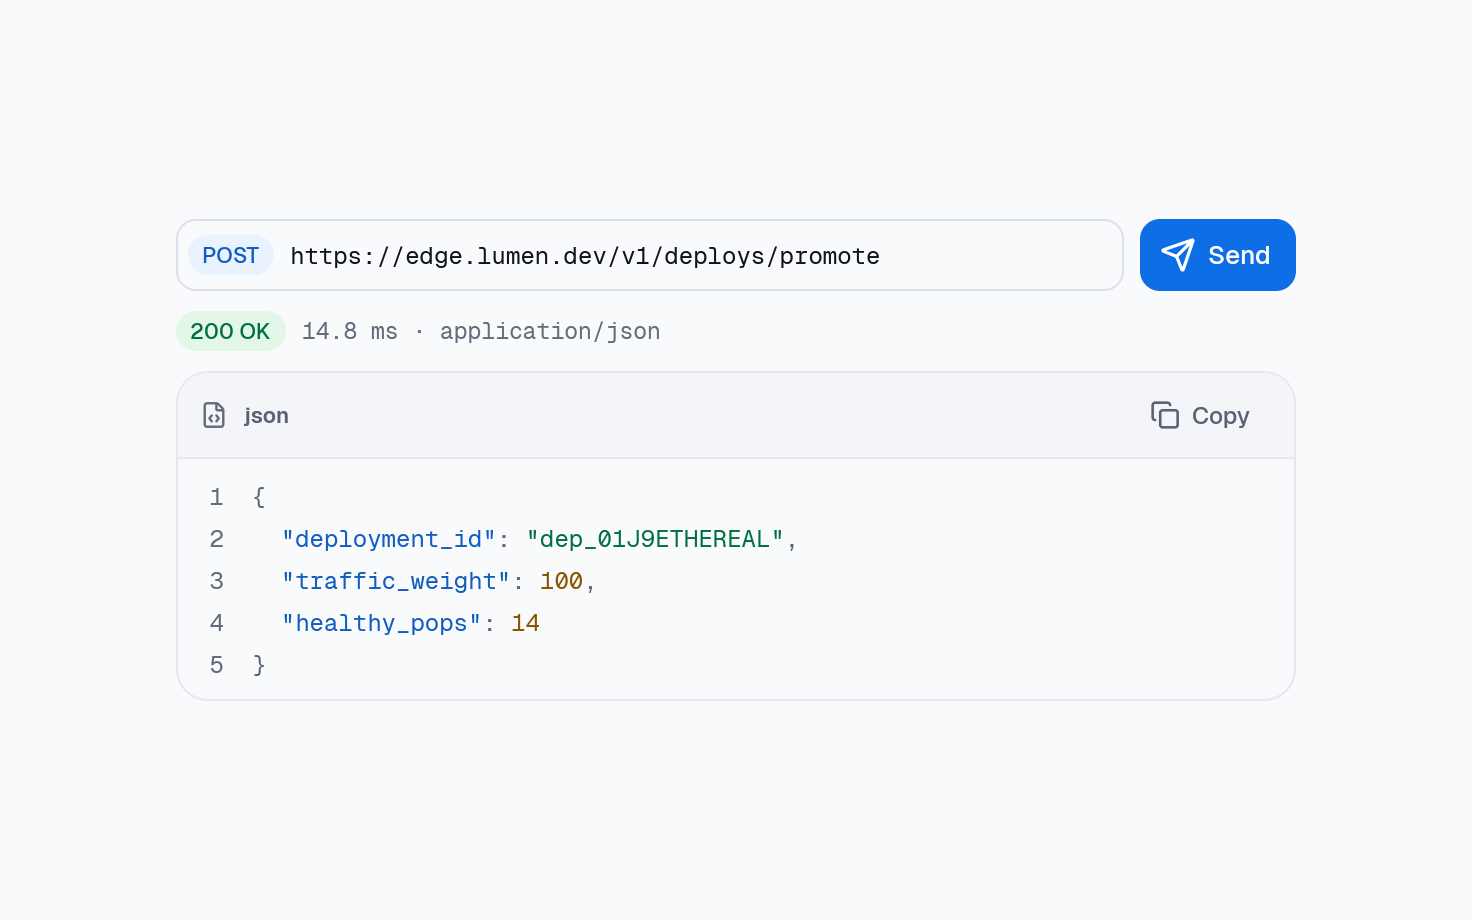 POST https://edge.lumen.dev/v1/deploys/promote Send
200 OK 14.8 ms · application/json
json Copy
1 {
2   "deployment_id": "dep_01J9ETHEREAL",
3   "traffic_weight": 100,
4   "healthy_pops": 14
5 }